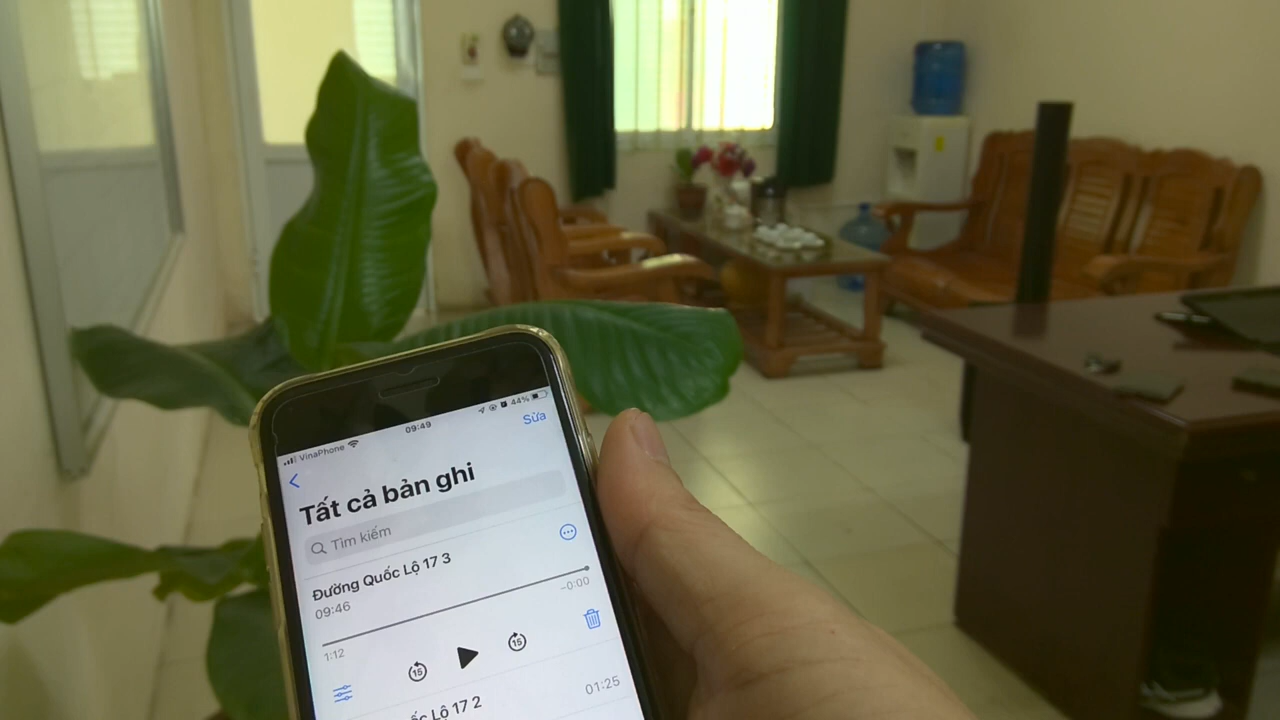 VinaPhone 09:49 44%
Sửa
Tất cả bản ghi
Tìm kiếm
Đường Quốc Lộ 17 3
09:46
1:12 −0:00
15 15
ốc Lộ 17 2 01:25